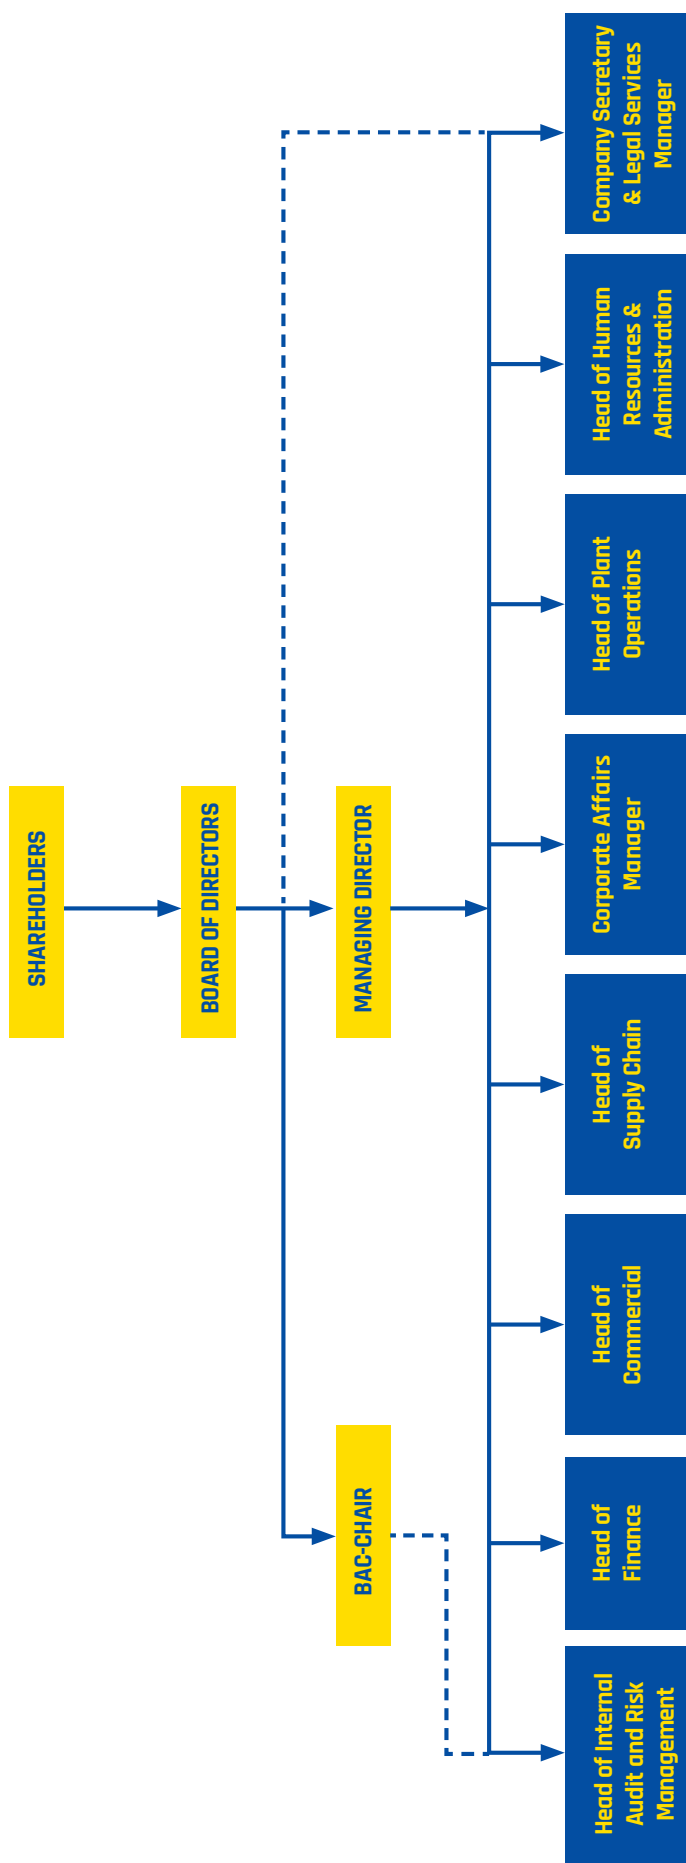 SHAREHOLDERS
BOARD OF DIRECTORS
BAC-CHAIR
MANAGING DIRECTOR
Head of Internal
Audit and Risk
Management
Head of
Finance
Head of
Commercial
Head of
Supply Chain
Corporate Affairs
Manager
Head of Plant
Operations
Head of Human
Resources &
Administration
Company Secretary
& Legal Services
Manager